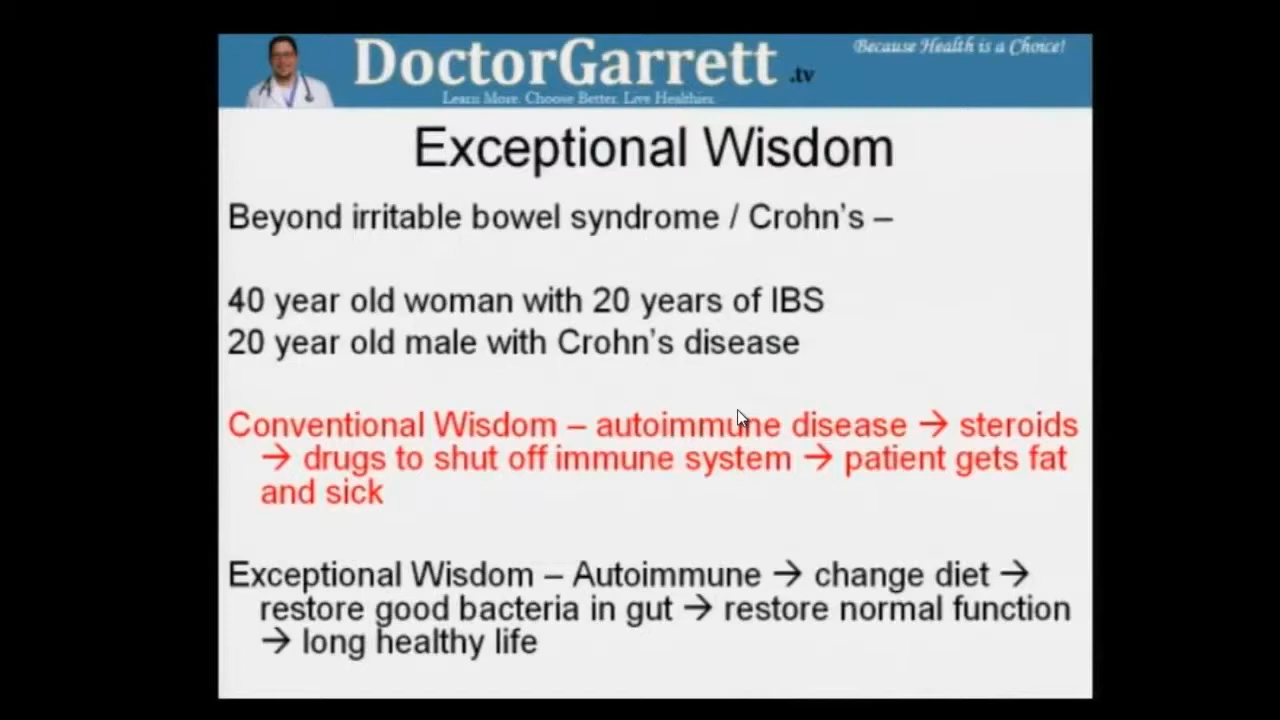 DoctorGarrett .tv
Because Health is a Choice!
Learn More. Choose Better. Live Healthier.
Exceptional Wisdom
Beyond irritable bowel syndrome / Crohn's –
40 year old woman with 20 years of IBS
20 year old male with Crohn's disease
Conventional Wisdom – autoimmune disease → steroids
→ drugs to shut off immune system → patient gets fat
and sick
Exceptional Wisdom – Autoimmune → change diet →
restore good bacteria in gut → restore normal function
→ long healthy life